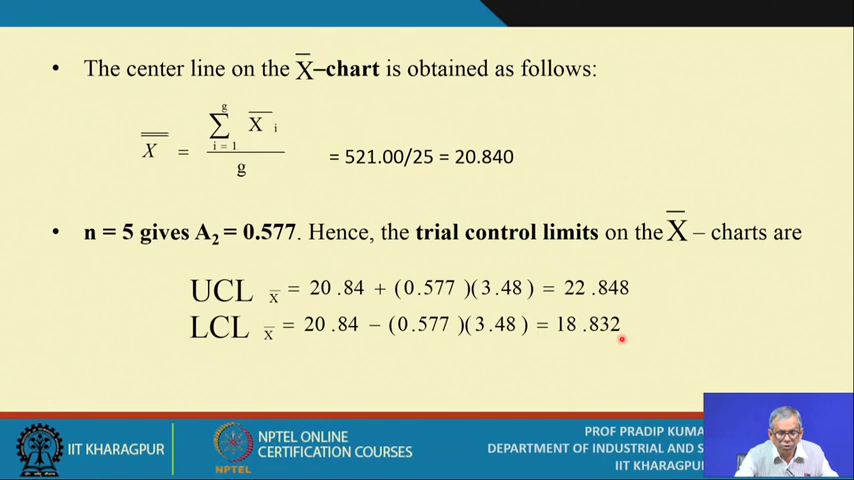 • The center line on the X̅–chart is obtained as follows:
X̿ = ∑ g i = 1 X̅ i / g = 521.00/25 = 20.840
• n = 5 gives A₂ = 0.577. Hence, the trial control limits on the X̅ – charts are
UCL X̅ = 20 .84 + (0.577 )(3.48 ) = 22 .848
LCL X̅ = 20 .84 − (0.577 )(3.48 ) = 18 .832
IIT KHARAGPUR
NPTEL
NPTEL ONLINE
CERTIFICATION COURSES
PROF PRADIP KUMA
DEPARTMENT OF INDUSTRIAL AND S
IIT KHARAGPUR